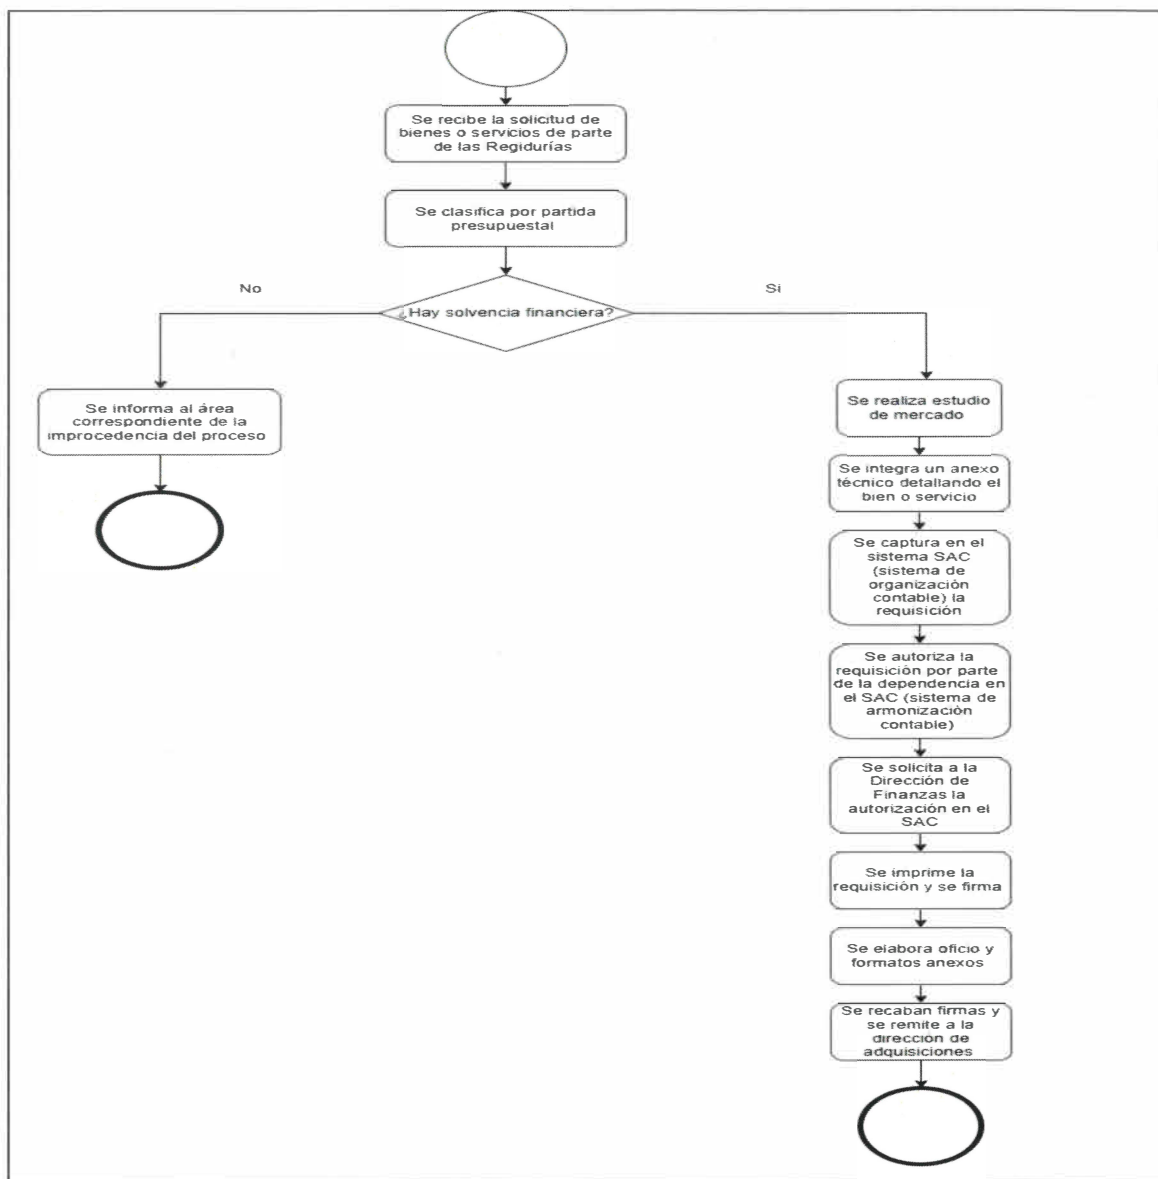 Se recibe la solicitud de
bienes o servicios de parte
de las Regidurías
Se clasifica por partida
presupuestal
No
Si
¿Hay solvencia financiera?
Se informa al área
correspondiente de la
improcedencia del proceso
Se realiza estudio
de mercado
Se integra un anexo
técnico detallando el
bien o servicio
Se captura en el
sistema SAC
(sistema de
organización
contable) la
requisición
Se autoriza la
requisición por parte
de la dependencia en
el SAC (sistema de
armonización
contable)
Se solicita a la
Dirección de
Finanzas la
autorización en el
SAC
Se imprime la
requisición y se firma
Se elabora oficio y
formatos anexos
Se recaban firmas y
se remite a la
dirección de
adquisiciones